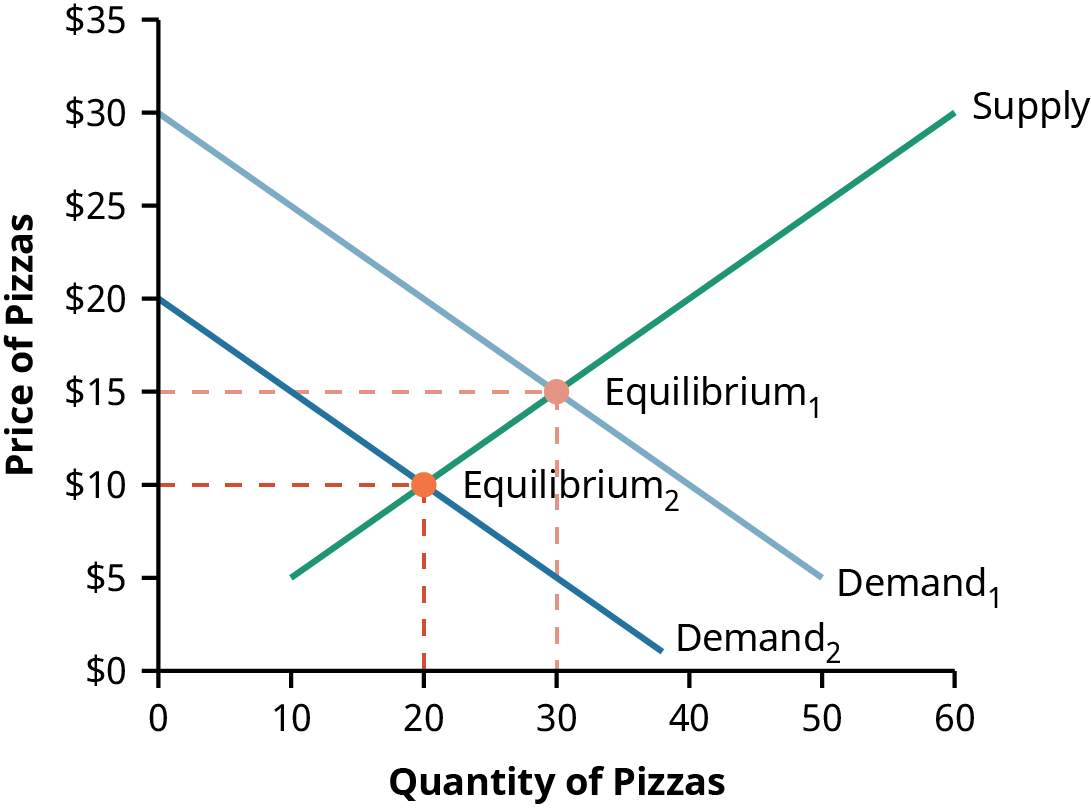 $35
$30
$25
$20
$15
$10
$5
$0
Price of Pizzas
Supply
Equilibrium₁
Equilibrium₂
Demand₁
Demand₂
0 10 20 30 40 50 60
Quantity of Pizzas